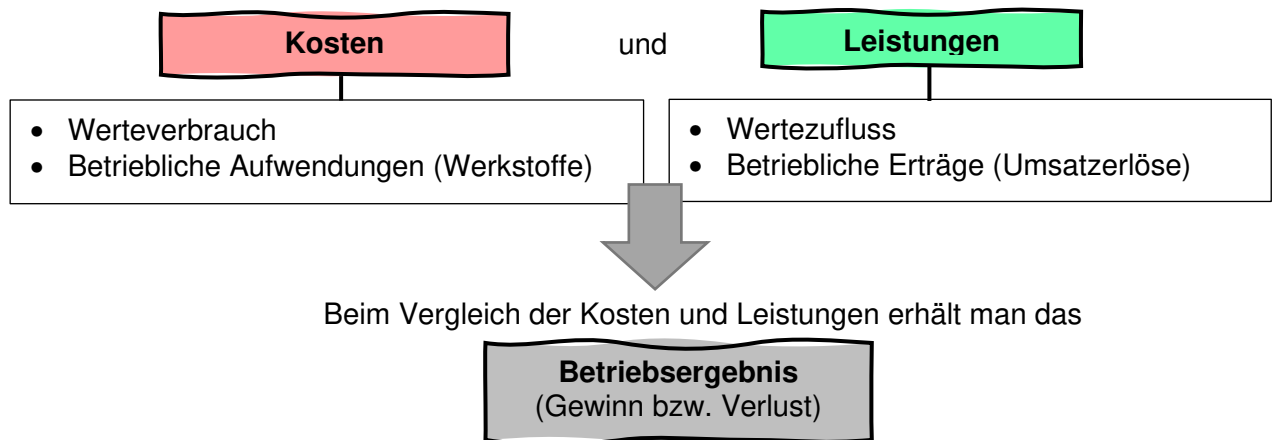 Kosten und Leistungen
• Werteverbrauch
• Betriebliche Aufwendungen (Werkstoffe)
• Wertezufluss
• Betriebliche Erträge (Umsatzerlöse)
Beim Vergleich der Kosten und Leistungen erhält man das
Betriebsergebnis
(Gewinn bzw. Verlust)